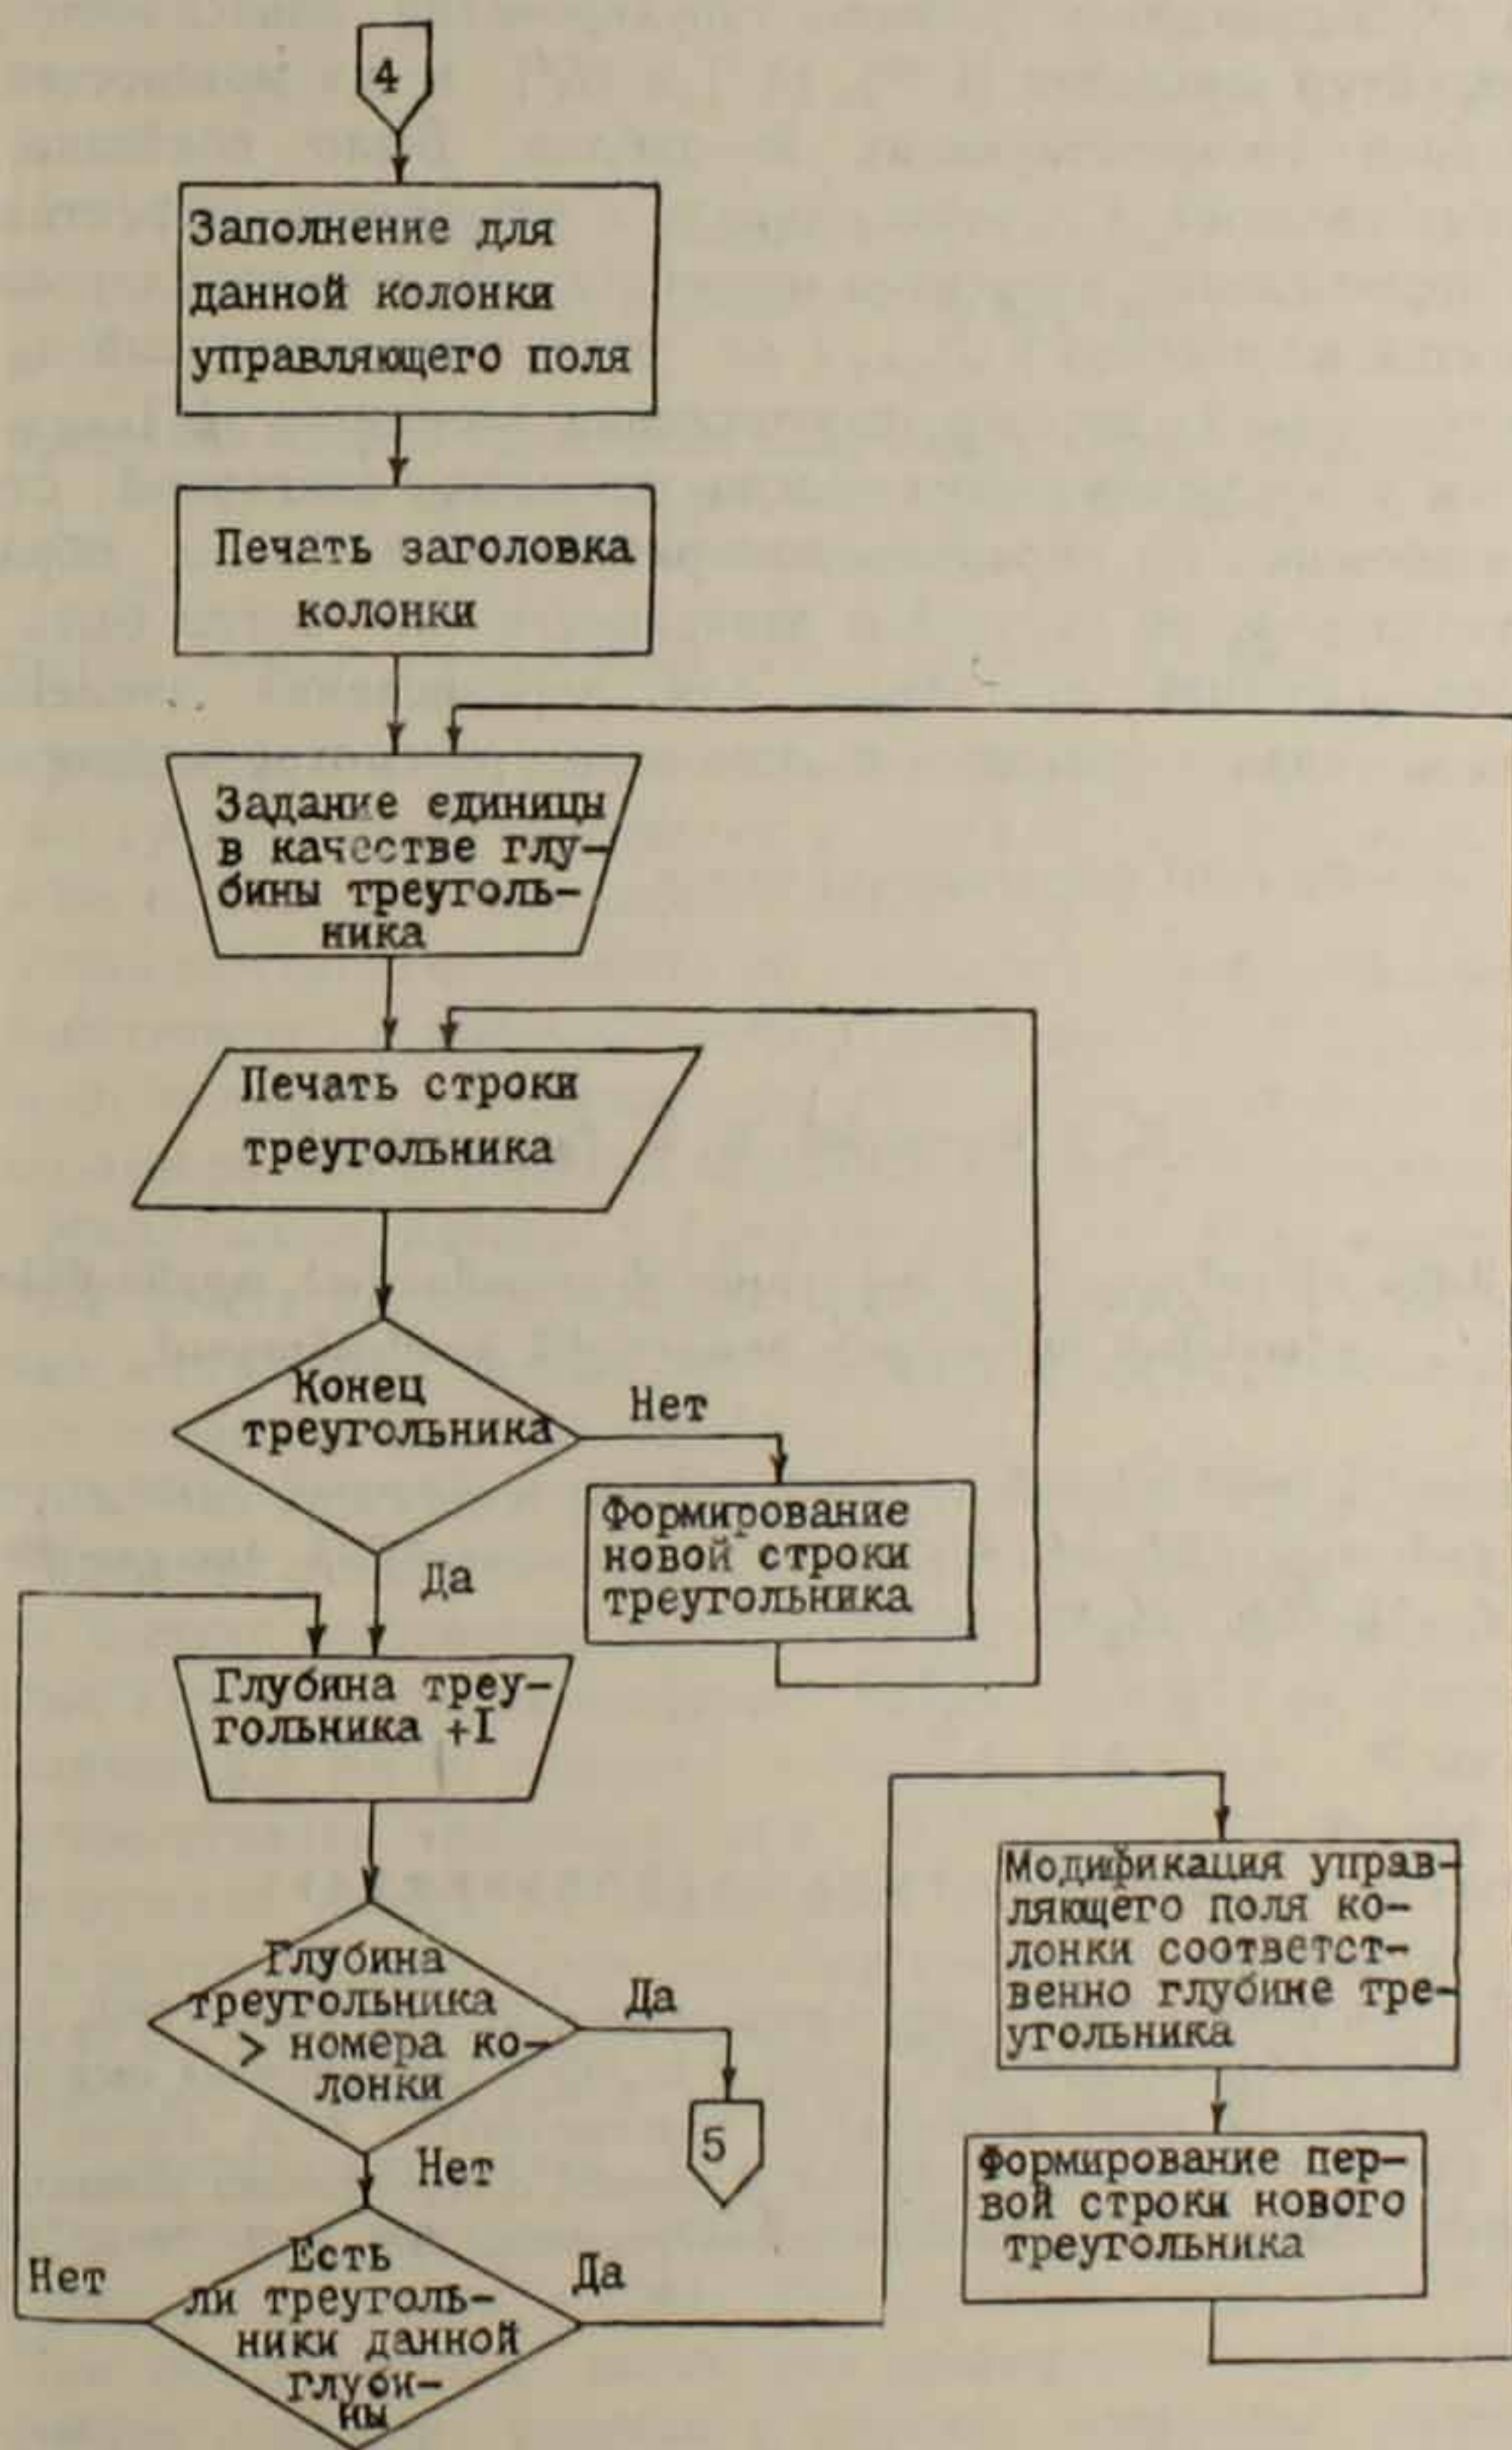 4
Заполнение для
данной колонки
управляющего поля
Печать заголовка
колонки
Задание единицы
в качестве глу-
бины треуголь-
ника
Печать строки
треугольника
Конец
треугольника
Нет
Формирование
новой строки
треугольника
Да
Глубина треу-
гольника +I
Глубина
треугольника
> номера ко-
лонки
Да
5
Нет
Есть
ли треуголь-
ники данной
глуби-
ны
Нет
Да
Модификация управ-
ляющего поля ко-
лонки соответст-
венно глубине тре-
угольника
Формирование пер-
вой строки нового
треугольника